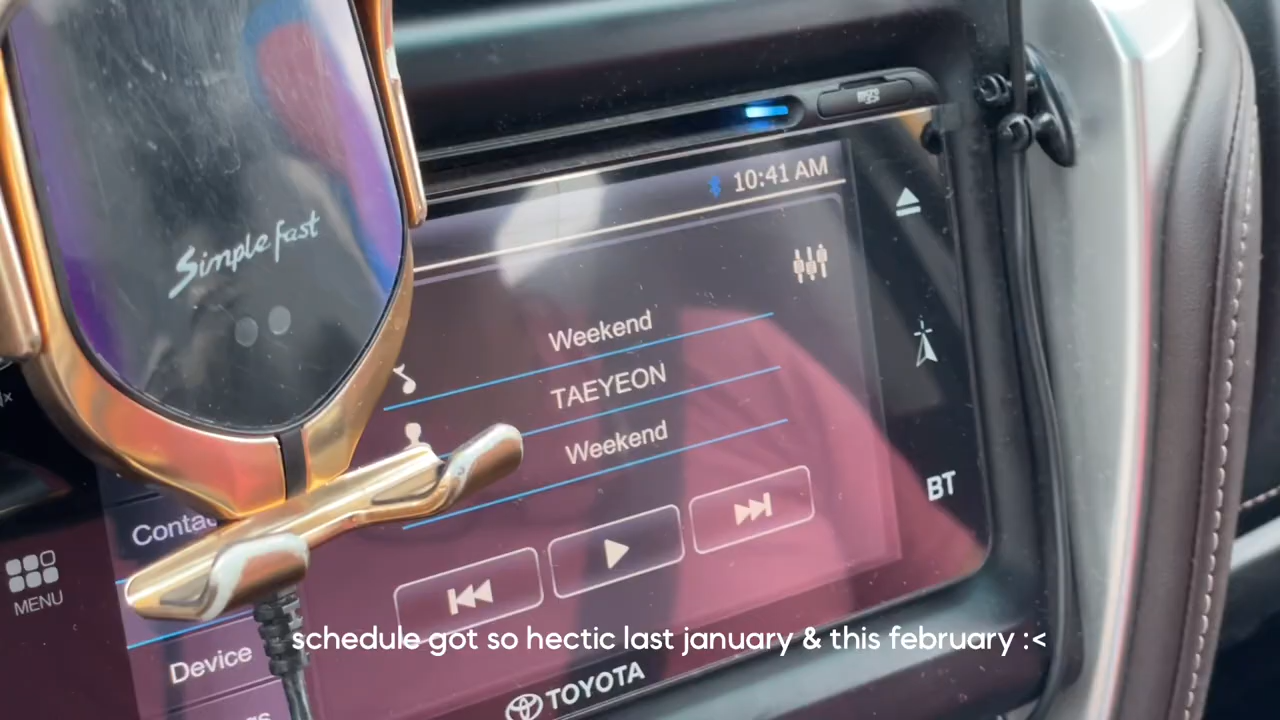 micro
10:41 AM
Simple fast
Weekend
TAEYEON
Weekend
BT
MENU
schedule got so hectic last january & this february :<
Device
TOYOTA